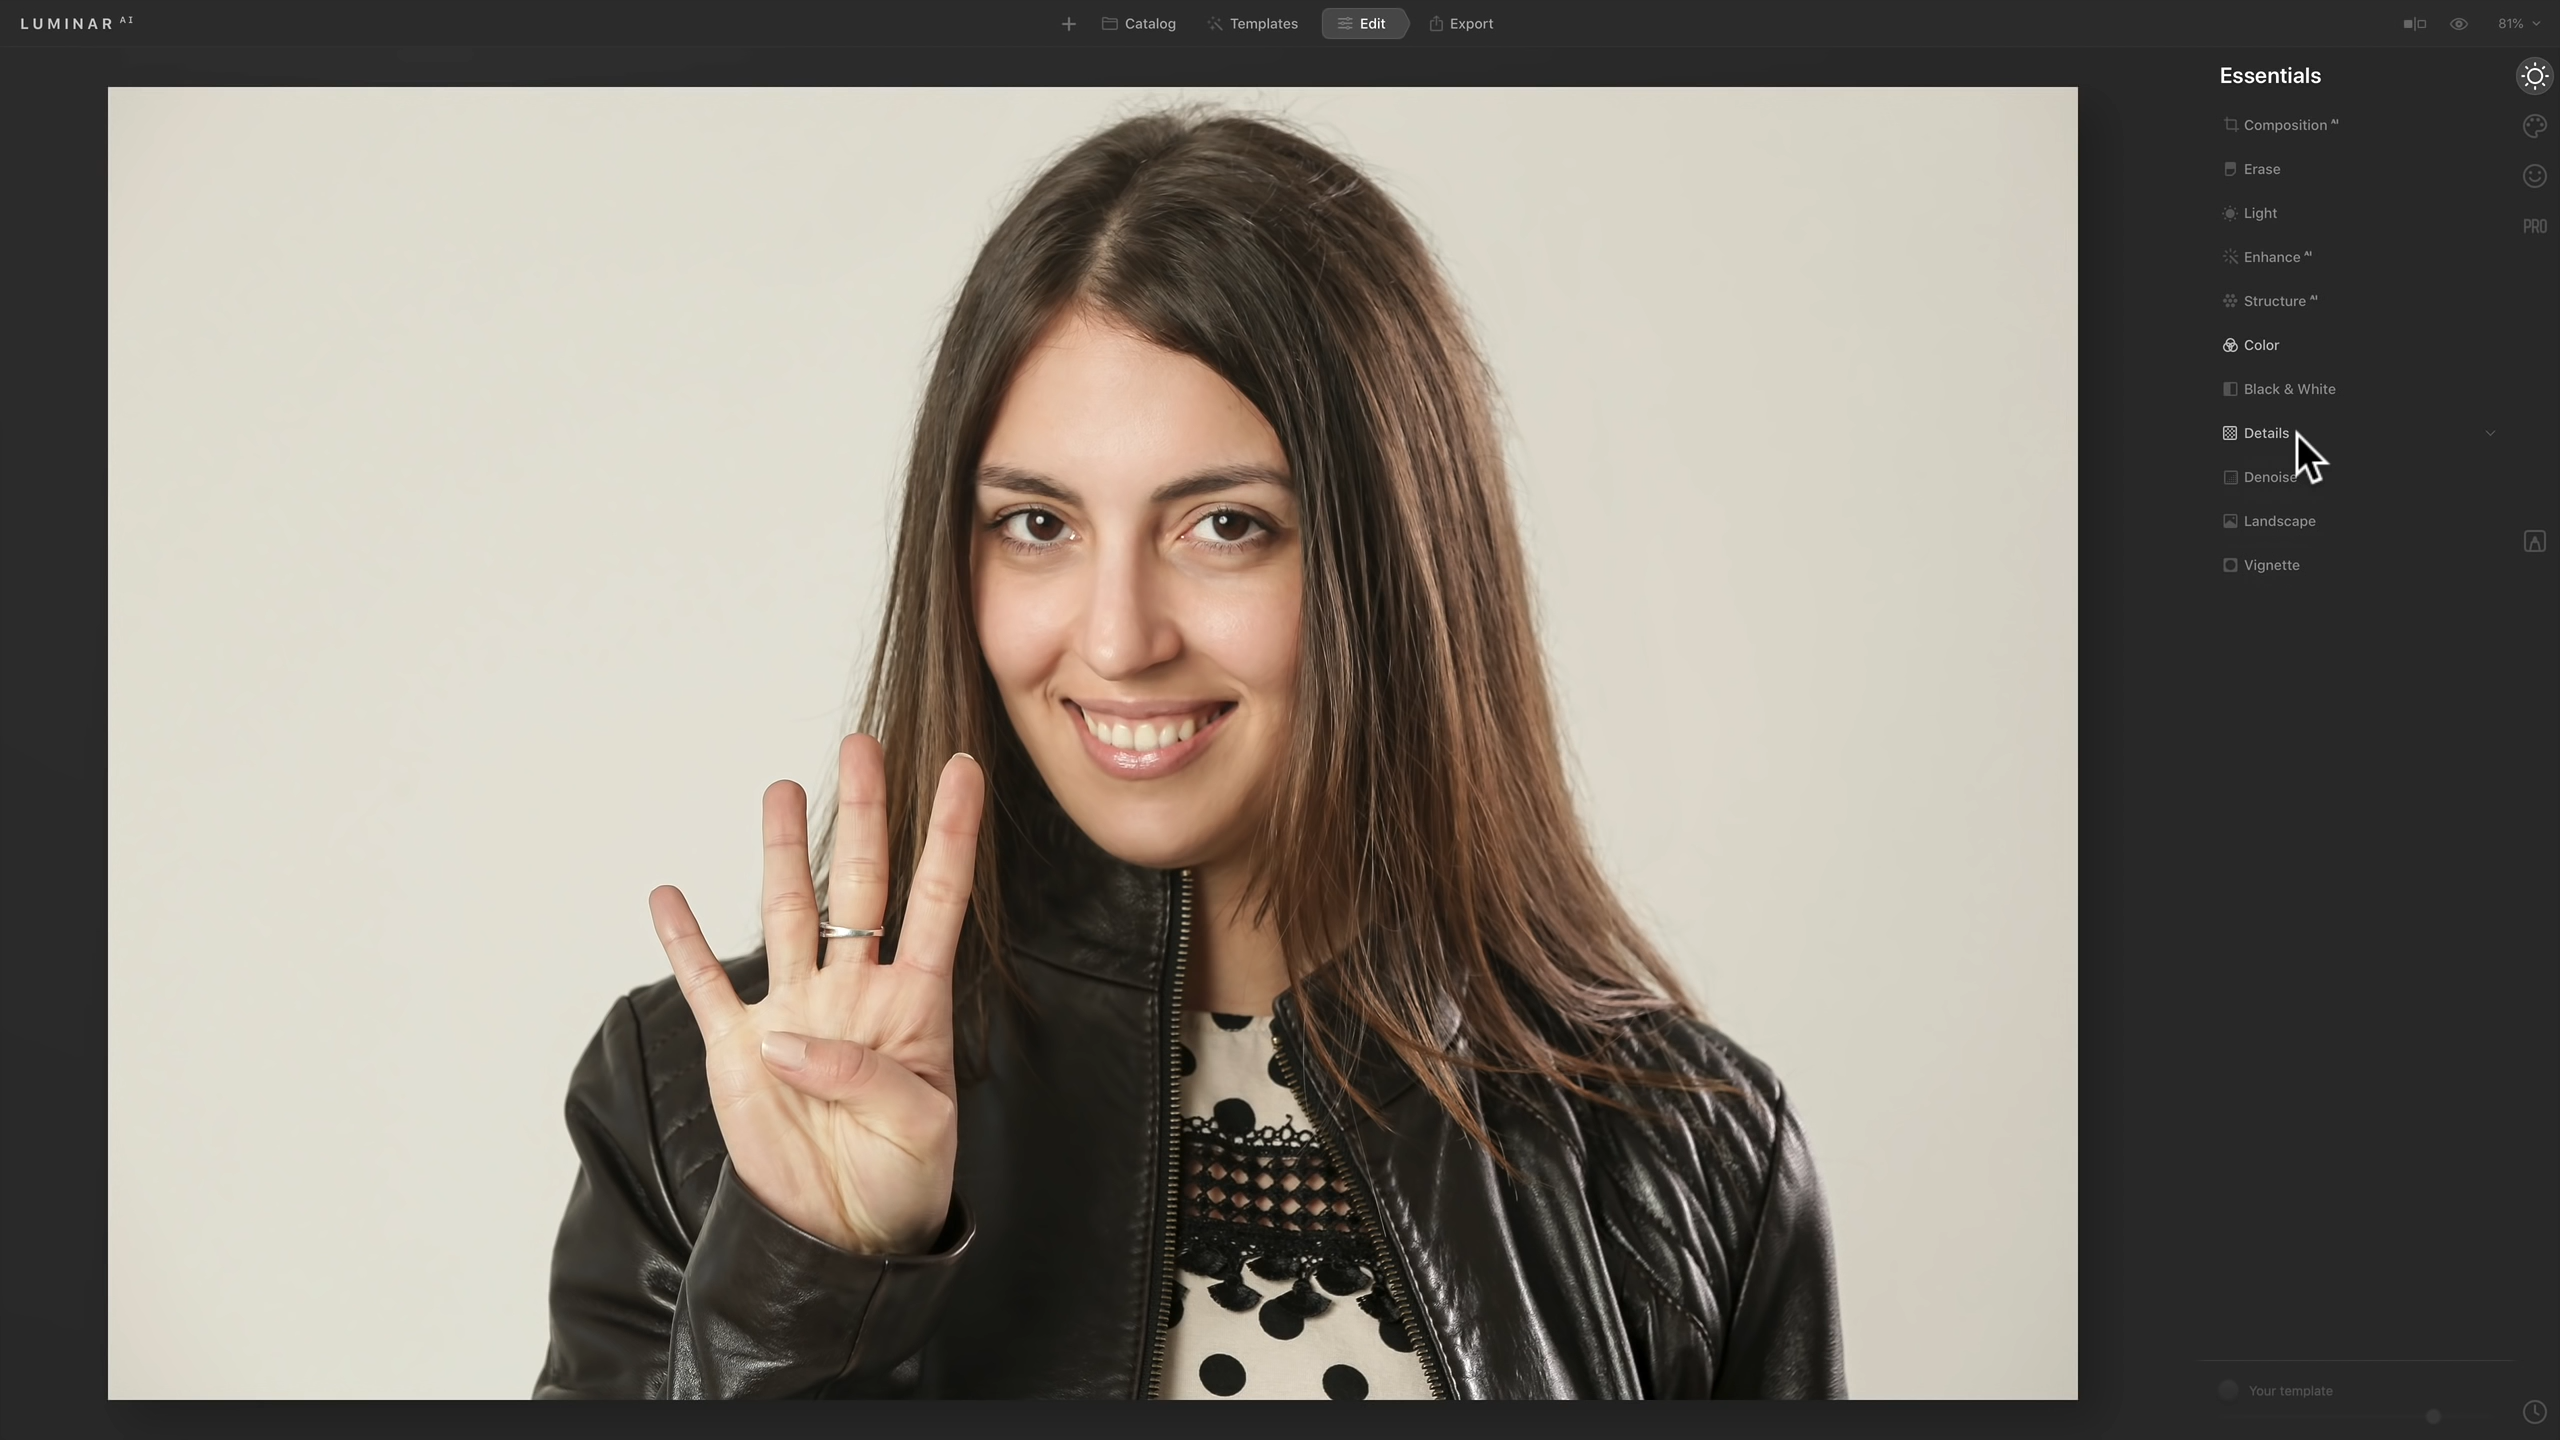 LUMINAR AI
Catalog
Templates
Edit
Export
81%
Essentials
Composition AI
Erase
Light
PRO
Enhance AI
Structure AI
Color
Black & White
Details
Denoise
Landscape
Vignette
Your template